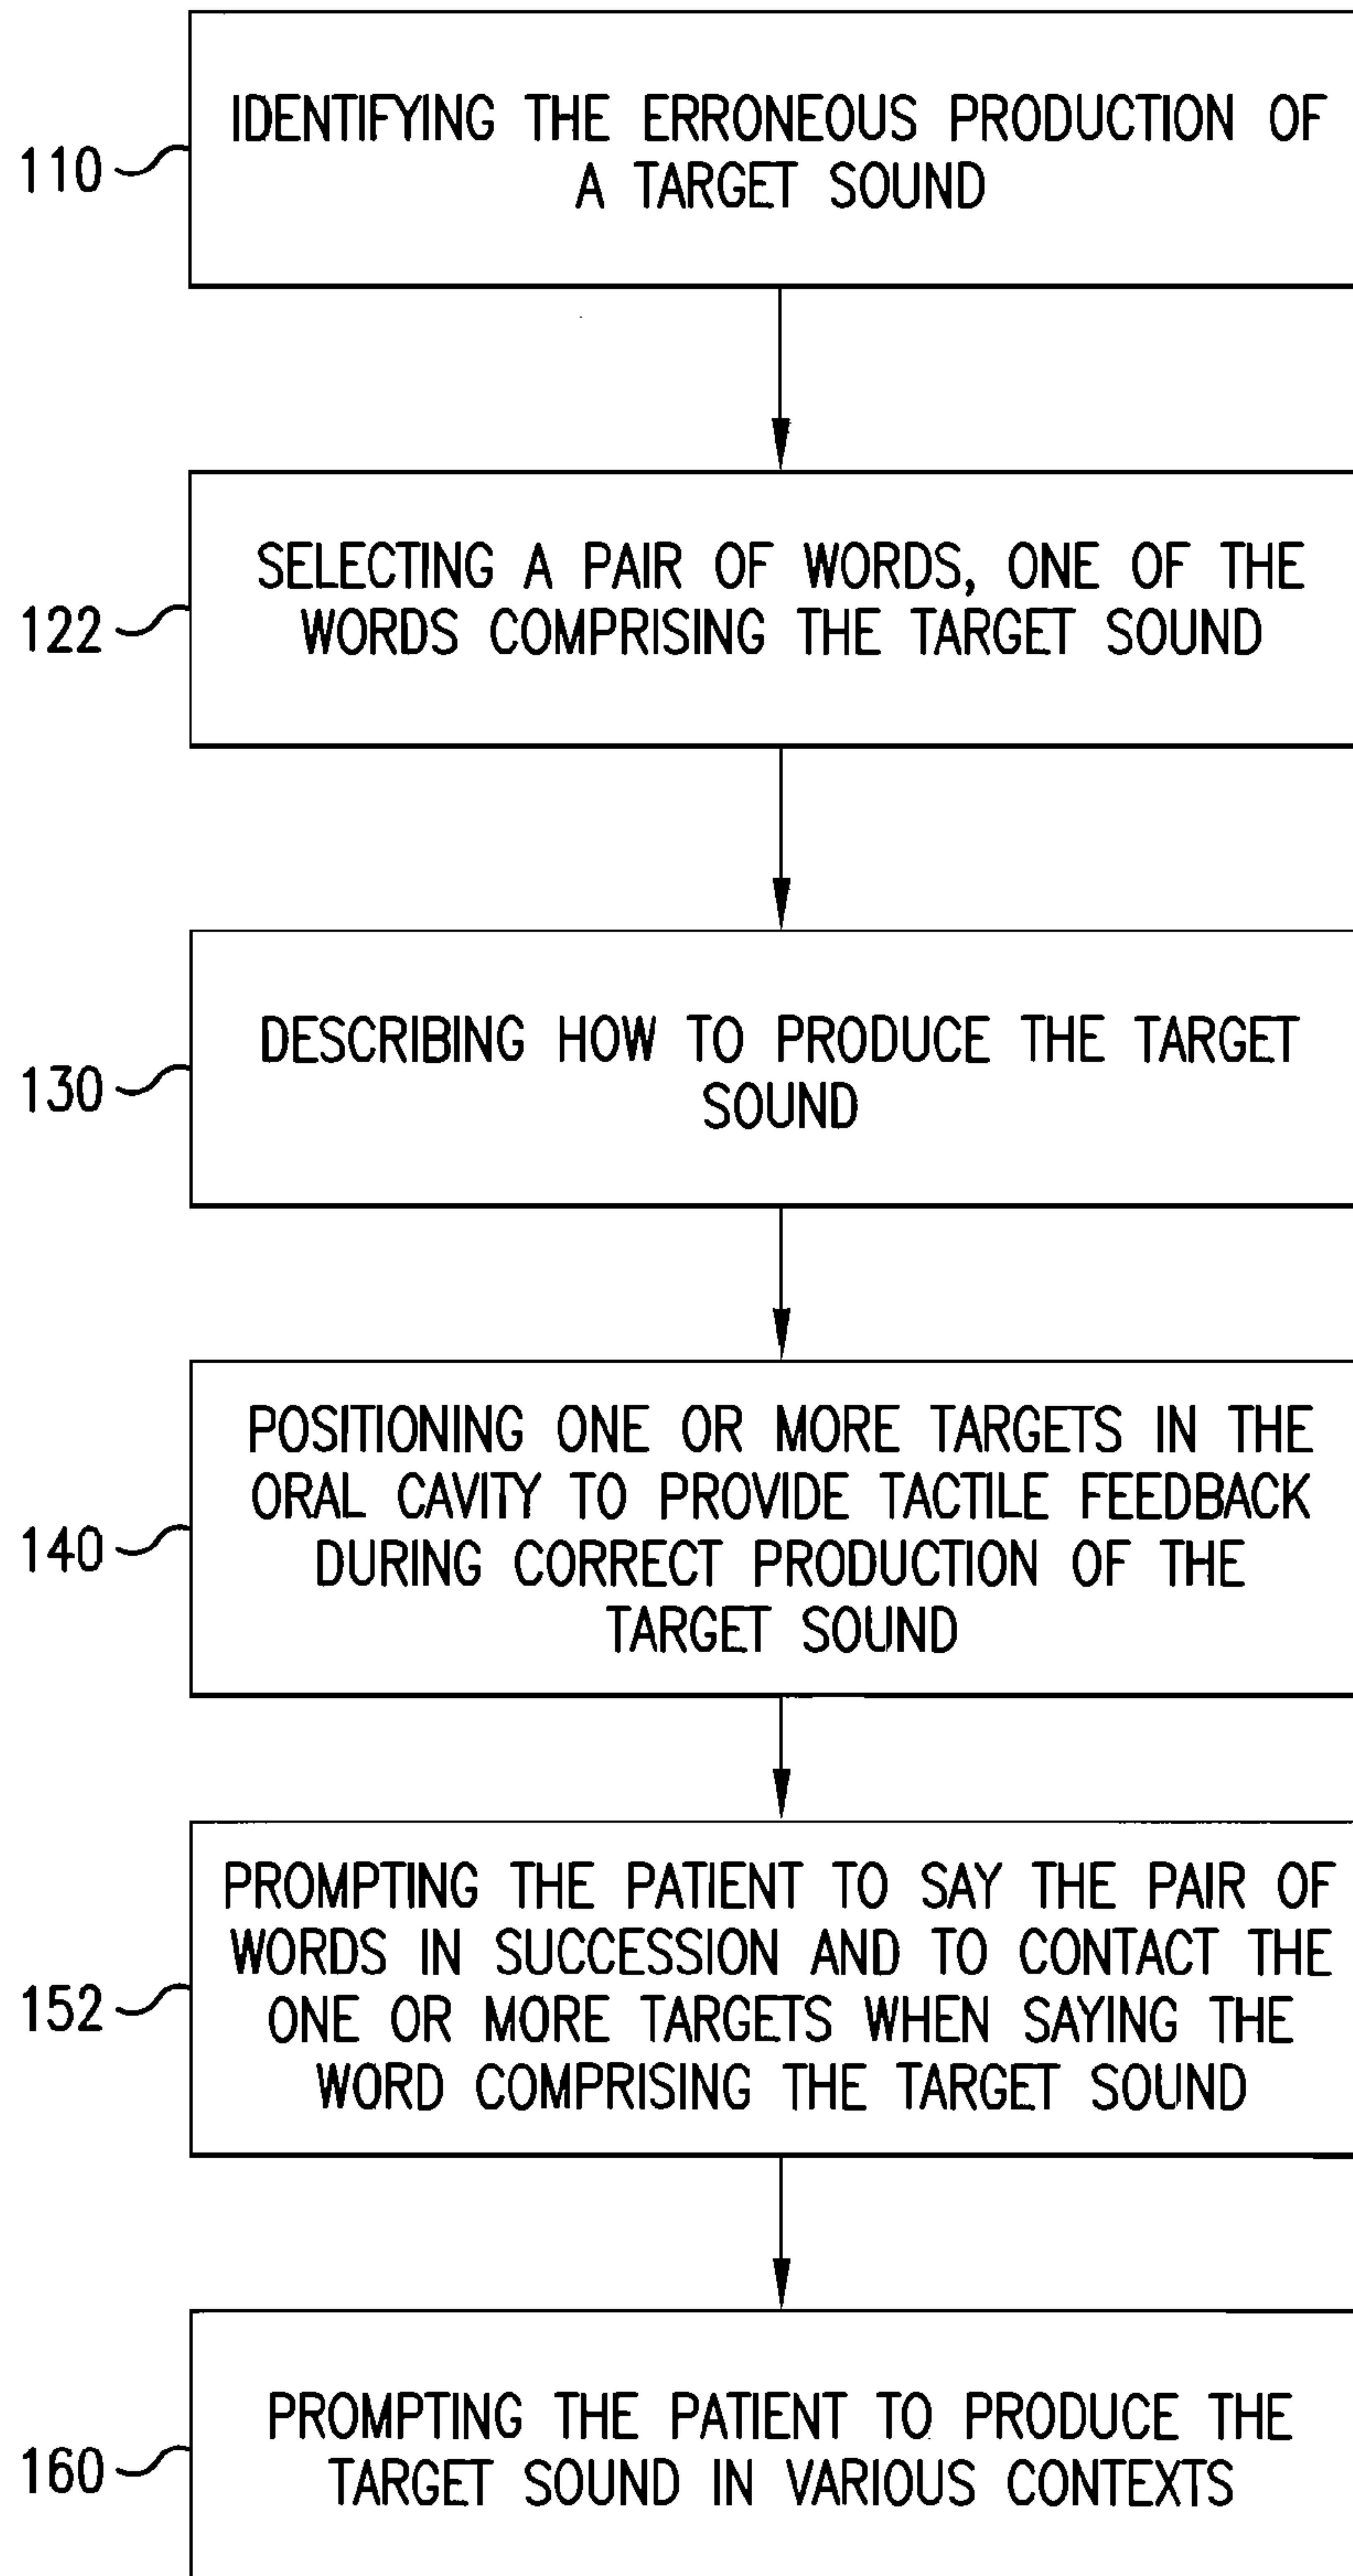 110
IDENTIFYING THE ERRONEOUS PRODUCTION OF
A TARGET SOUND
122
SELECTING A PAIR OF WORDS, ONE OF THE
WORDS COMPRISING THE TARGET SOUND
130
DESCRIBING HOW TO PRODUCE THE TARGET
SOUND
140
POSITIONING ONE OR MORE TARGETS IN THE
ORAL CAVITY TO PROVIDE TACTILE FEEDBACK
DURING CORRECT PRODUCTION OF THE
TARGET SOUND
152
PROMPTING THE PATIENT TO SAY THE PAIR OF
WORDS IN SUCCESSION AND TO CONTACT THE
ONE OR MORE TARGETS WHEN SAYING THE
WORD COMPRISING THE TARGET SOUND
160
PROMPTING THE PATIENT TO PRODUCE THE
TARGET SOUND IN VARIOUS CONTEXTS